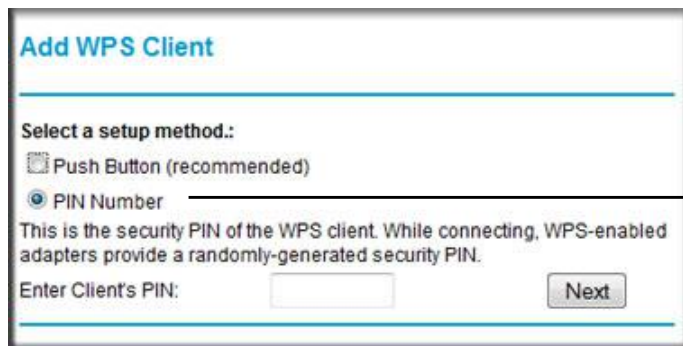 Add WPS Client
Select a setup method.:
Push Button (recommended)
PIN Number
This is the security PIN of the WPS client. While connecting, WPS-enabled
adapters provide a randomly-generated security PIN.
Enter Client's PIN:
Next